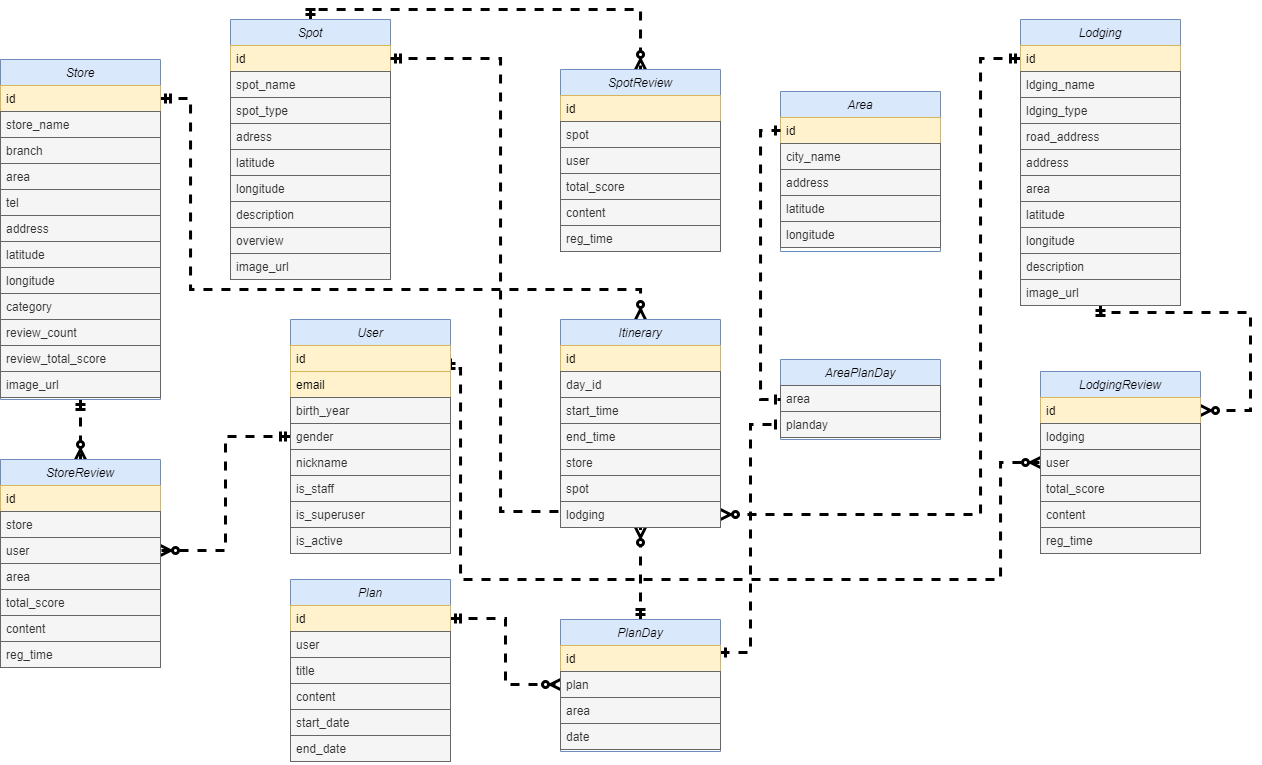 Store
id
store_name
branch
area
tel
address
latitude
longitude
category
review_count
review_total_score
image_url
Spot
id
spot_name
spot_type
adress
latitude
longitude
description
overview
image_url
SpotReview
id
spot
user
total_score
content
reg_time
Area
id
city_name
address
latitude
longitude
Lodging
id
ldging_name
ldging_type
road_address
address
area
latitude
longitude
description
image_url
User
id
email
birth_year
gender
nickname
is_staff
is_superuser
is_active
Itinerary
id
day_id
start_time
end_time
store
spot
lodging
AreaPlanDay
area
planday
LodgingReview
id
lodging
user
total_score
content
reg_time
StoreReview
id
store
user
area
total_score
content
reg_time
Plan
id
user
title
content
start_date
end_date
PlanDay
id
plan
area
date